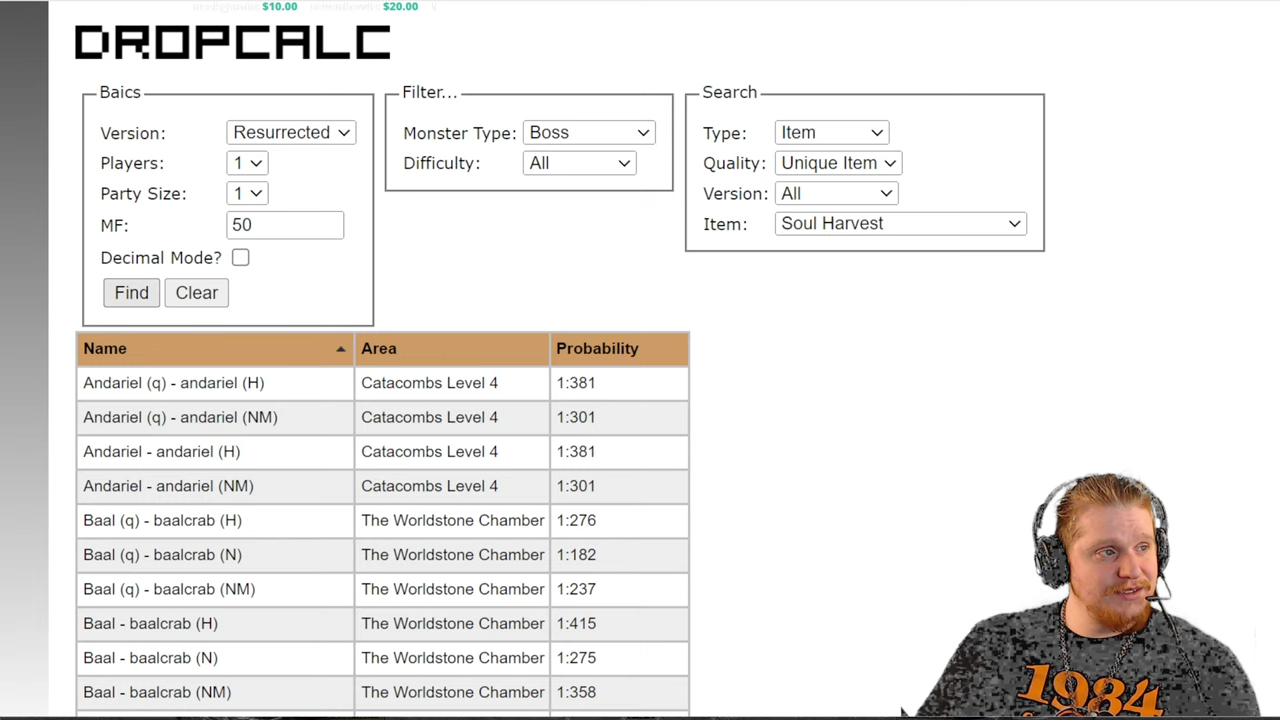 $10.00 $20.00
DROPCALC
Baics
Version: Resurrected
Players: 1
Party Size: 1
MF: 50
Decimal Mode?
Find Clear
Filter...
Monster Type: Boss
Difficulty: All
Search
Type: Item
Quality: Unique Item
Version: All
Item: Soul Harvest
Name Area Probability
Andariel (q) - andariel (H) Catacombs Level 4 1:381
Andariel (q) - andariel (NM) Catacombs Level 4 1:301
Andariel - andariel (H) Catacombs Level 4 1:381
Andariel - andariel (NM) Catacombs Level 4 1:301
Baal (q) - baalcrab (H) The Worldstone Chamber 1:276
Baal (q) - baalcrab (N) The Worldstone Chamber 1:182
Baal (q) - baalcrab (NM) The Worldstone Chamber 1:237
Baal - baalcrab (H) The Worldstone Chamber 1:415
Baal - baalcrab (N) The Worldstone Chamber 1:275
Baal - baalcrab (NM) The Worldstone Chamber 1:358
1984